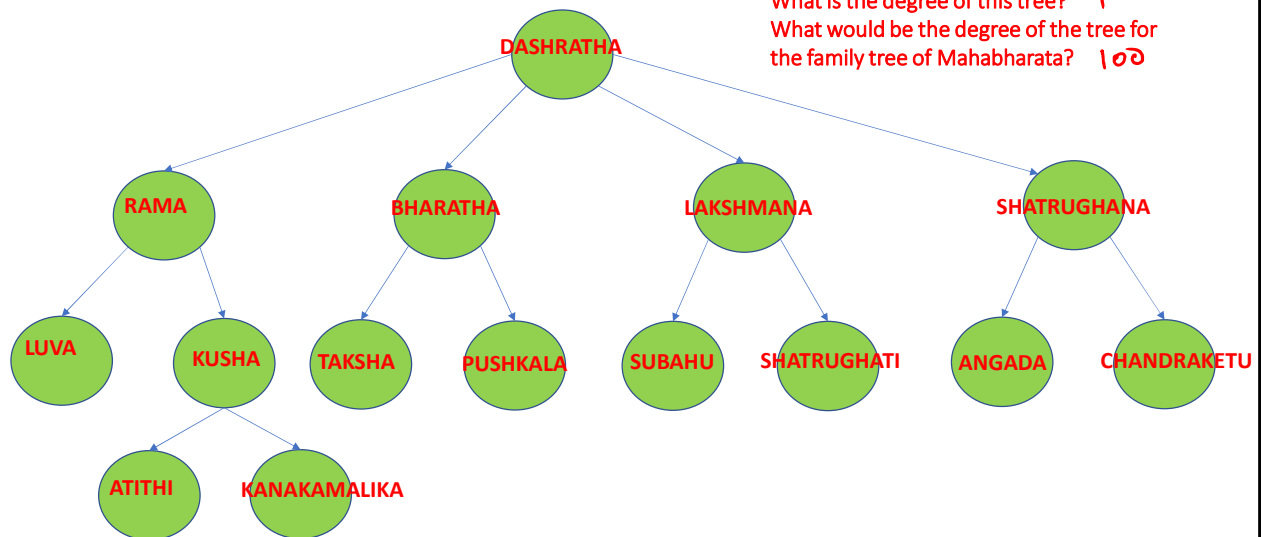 What is the degree of this tree?
What would be the degree of the tree for
the family tree of Mahabharata? 100
DASHRATHA
RAMA
BHARATHA
LAKSHMANA
SHATRUGHANA
LUVA
KUSHA
TAKSHA
PUSHKALA
SUBAHU
SHATRUGHATI
ANGADA
CHANDRAKETU
ATITHI
KANAKAMALIKA